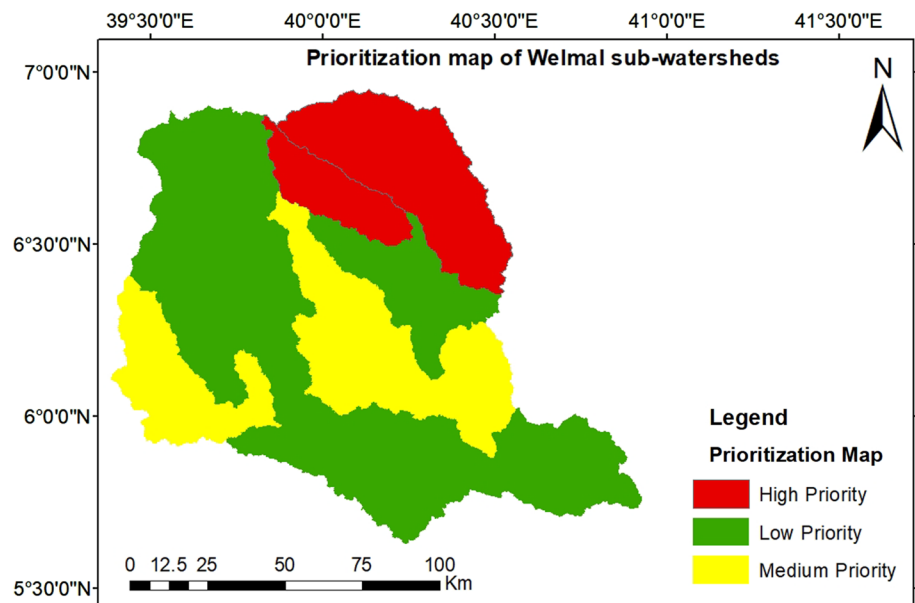 39°30'0"E 40°0'0"E 40°30'0"E 41°0'0"E 41°30'0"E
Prioritization map of Welmal sub-watersheds
7°0'0"N
N
6°30'0"N
6°0'0"N
Legend
Prioritization Map
High Priority
Low Priority
Medium Priority
0 12.5 25 50 75 100
Km
5°30'0"N